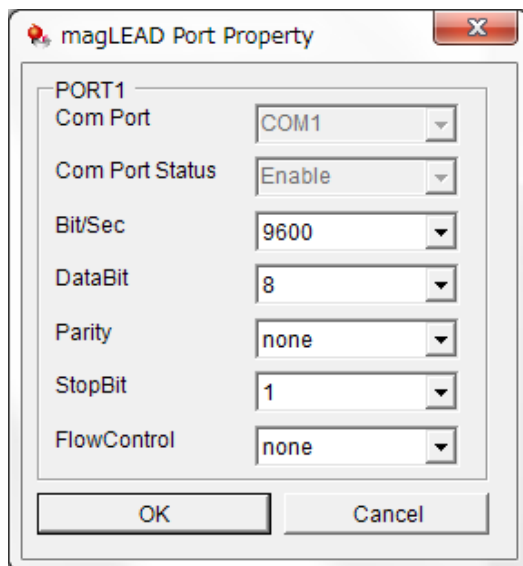 magLEAD Port Property
PORT1
Com Port COM1
Com Port Status Enable
Bit/Sec 9600
DataBit 8
Parity none
StopBit 1
FlowControl none
OK Cancel